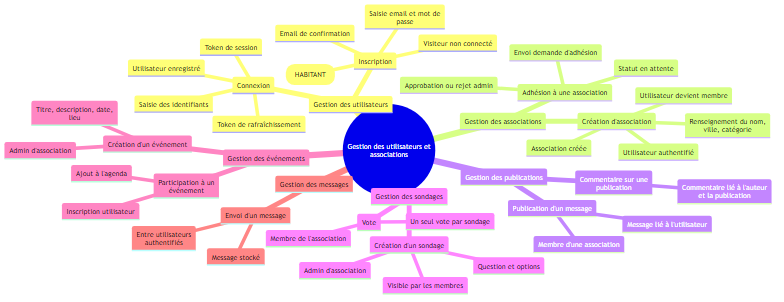 Gestion des utilisateurs et
associations
Gestion des utilisateurs
Inscription
Visiteur non connecté
Saisie email et mot de
passe
Email de confirmation
HABITANT
Connexion
Token de session
Utilisateur enregistré
Saisie des identifiants
Token de rafraîchissement
Gestion des associations
Adhésion à une association
Envoi demande d'adhésion
Statut en attente
Approbation ou rejet admin
Création d'association
Utilisateur devient membre
Renseignement du nom,
ville, catégorie
Utilisateur authentifié
Association créée
Gestion des publications
Commentaire sur une
publication
Commentaire lié à l'auteur
et la publication
Publication d'un message
Message lié à l'utilisateur
Membre d'une association
Gestion des sondages
Vote
Un seul vote par sondage
Membre de l'association
Création d'un sondage
Admin d'association
Visible par les membres
Question et options
Gestion des messages
Envoi d'un message
Entre utilisateurs
authentifiés
Message stocké
Gestion des événements
Création d'un événement
Titre, description, date,
lieu
Admin d'association
Participation à un
événement
Ajout à l'agenda
Inscription utilisateur